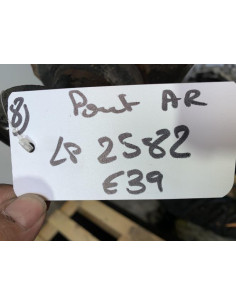 8)
Pont AR
LP 2582
E39